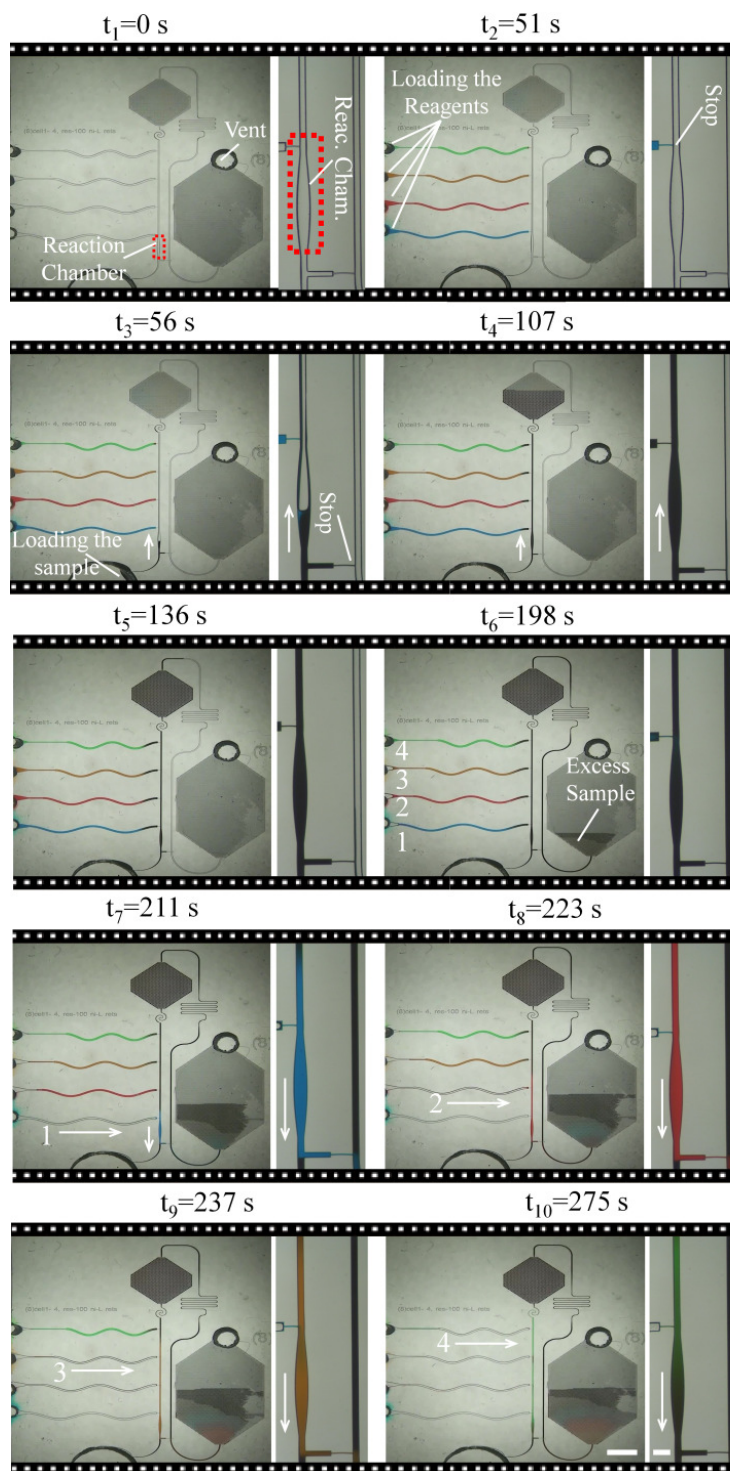 t1=0 s
t2=51 s
Vent
Reac. Cham.
Reaction
Chamber
Loading the
Reagents
Stop
t3=56 s
t4=107 s
Loading the
sample
Stop
t5=136 s
t6=198 s
4
3
2
1
Excess
Sample
t7=211 s
t8=223 s
1
2
t9=237 s
t10=275 s
3
4